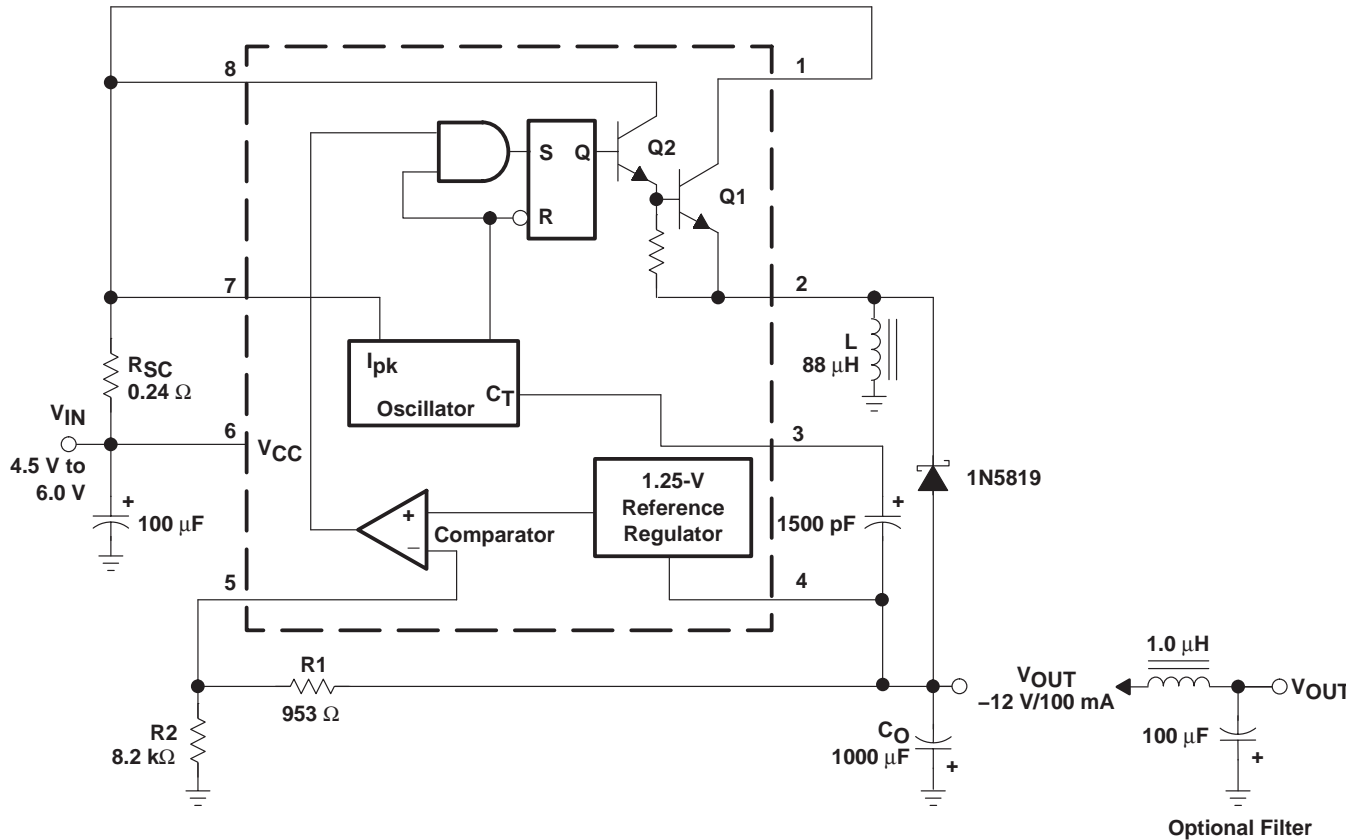 8
1
S
Q
Q2
R
Q1
7
2
Ipk
CT
Oscillator
L
88 μH
RSC
0.24 Ω
VIN
6
VCC
4.5 V to
6.0 V
3
1N5819
1.25-V
Reference
Regulator
+
100 μF
+
−
Comparator
+
1500 pF
5
4
R1
953 Ω
1.0 μH
VOUT
−12 V/100 mA
VOUT
R2
8.2 kΩ
CO
1000 μF
+
100 μF
+
Optional Filter